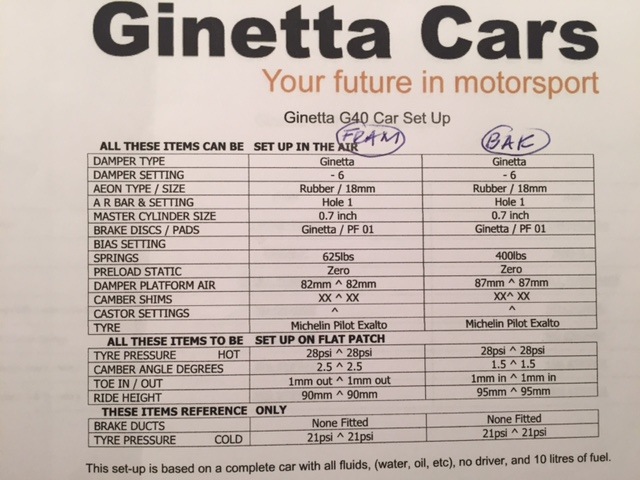 Ginetta Cars
Your future in motorsport
Ginetta G40 Car Set Up
FRAM BAK
ALL THESE ITEMS CAN BE SET UP IN THE AIR
DAMPER TYPE Ginetta Ginetta
DAMPER SETTING - 6 - 6
AEON TYPE / SIZE Rubber / 18mm Rubber / 18mm
A R BAR & SETTING Hole 1 Hole 1
MASTER CYLINDER SIZE 0.7 inch 0.7 inch
BRAKE DISCS / PADS Ginetta / PF 01 Ginetta / PF 01
BIAS SETTING
SPRINGS 625lbs 400lbs
PRELOAD STATIC Zero Zero
DAMPER PLATFORM AIR 82mm ^ 82mm 87mm ^ 87mm
CAMBER SHIMS XX ^ XX XX^ XX
CASTOR SETTINGS ^ ^
TYRE Michelin Pilot Exalto Michelin Pilot Exalto
ALL THESE ITEMS TO BE SET UP ON FLAT PATCH
TYRE PRESSURE HOT 28psi ^ 28psi 28psi ^ 28psi
CAMBER ANGLE DEGREES 2.5 ^ 2.5 1.5 ^ 1.5
TOE IN / OUT 1mm out ^ 1mm out 1mm in ^ 1mm in
RIDE HEIGHT 90mm ^ 90mm 95mm ^ 95mm
THESE ITEMS REFERENCE ONLY
BRAKE DUCTS None Fitted None Fitted
TYRE PRESSURE COLD 21psi ^ 21psi 21psi ^ 21psi
This set-up is based on a complete car with all fluids, (water, oil, etc), no driver, and 10 litres of fuel.